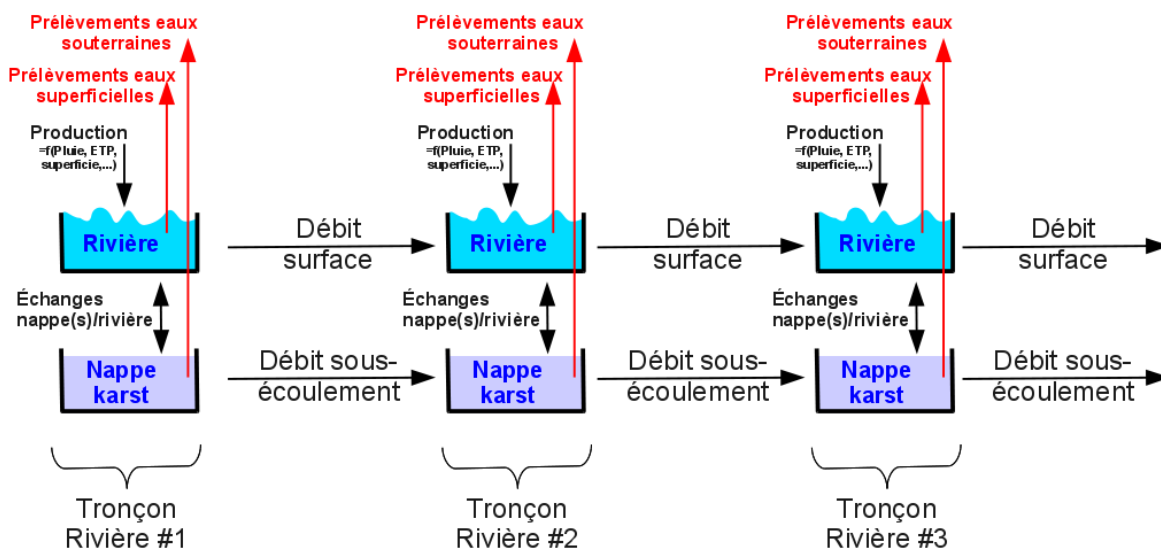 Prélèvements eaux
souterraines
Prélèvements eaux
superficielles
Production
=f(Pluie, ETP,
superficie,...)
Rivière
Échanges
nappe(s)/rivière
Nappe
karst
Tronçon
Rivière #1
Débit
surface
Débit sous-
écoulement
Prélèvements eaux
souterraines
Prélèvements eaux
superficielles
Production
=f(Pluie, ETP,
superficie,...)
Rivière
Échanges
nappe(s)/rivière
Nappe
karst
Tronçon
Rivière #2
Débit
surface
Débit sous-
écoulement
Prélèvements eaux
souterraines
Prélèvements eaux
superficielles
Production
=f(Pluie, ETP,
superficie,...)
Rivière
Échanges
nappe(s)/rivière
Nappe
karst
Tronçon
Rivière #3
Débit
surface
Débit sous-
écoulement